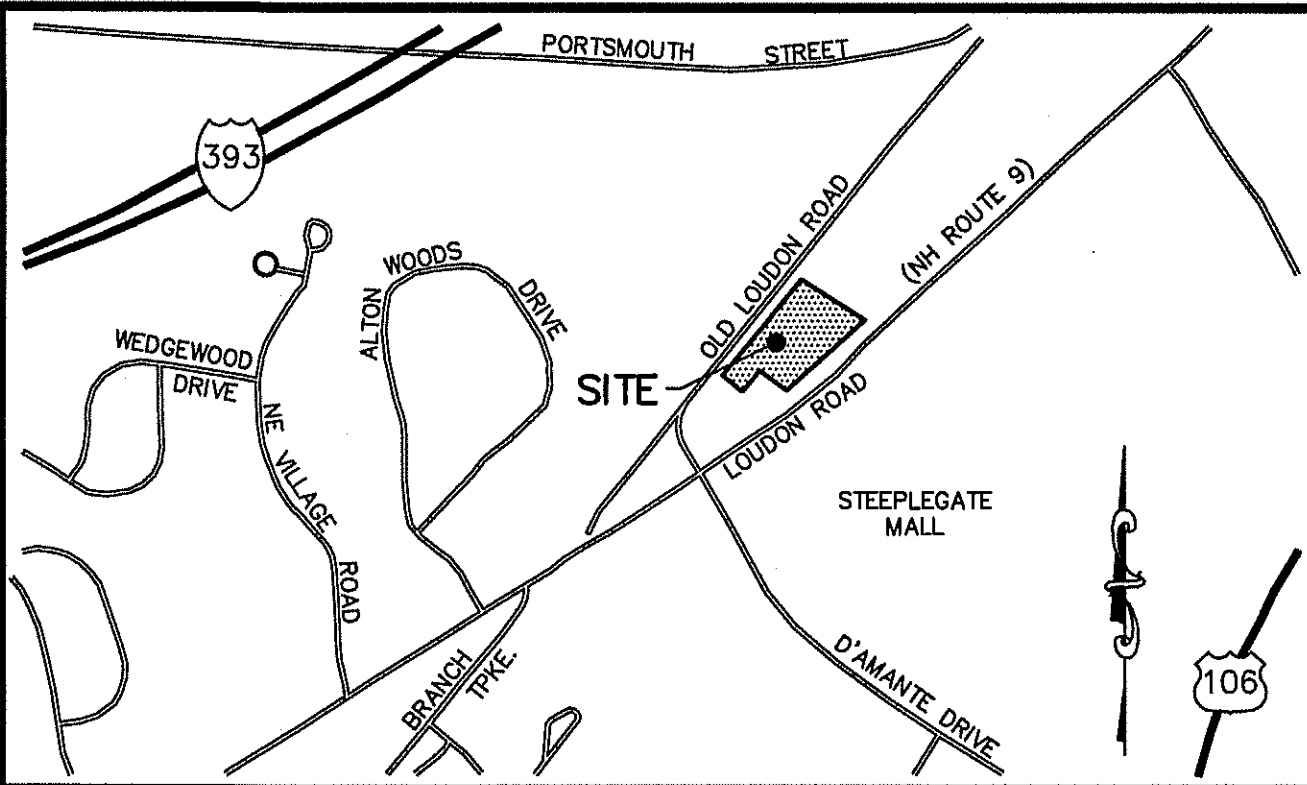 PORTSMOUTH STREET
393
OLD LOUDON ROAD
(NH ROUTE 9)
LOUDON ROAD
ALTON WOODS DRIVE
WEDGEWOOD
DRIVE
NE VILLAGE ROAD
SITE
STEEPLEGATE
MALL
BRANCH
TPKE.
D'AMANTE DRIVE
106